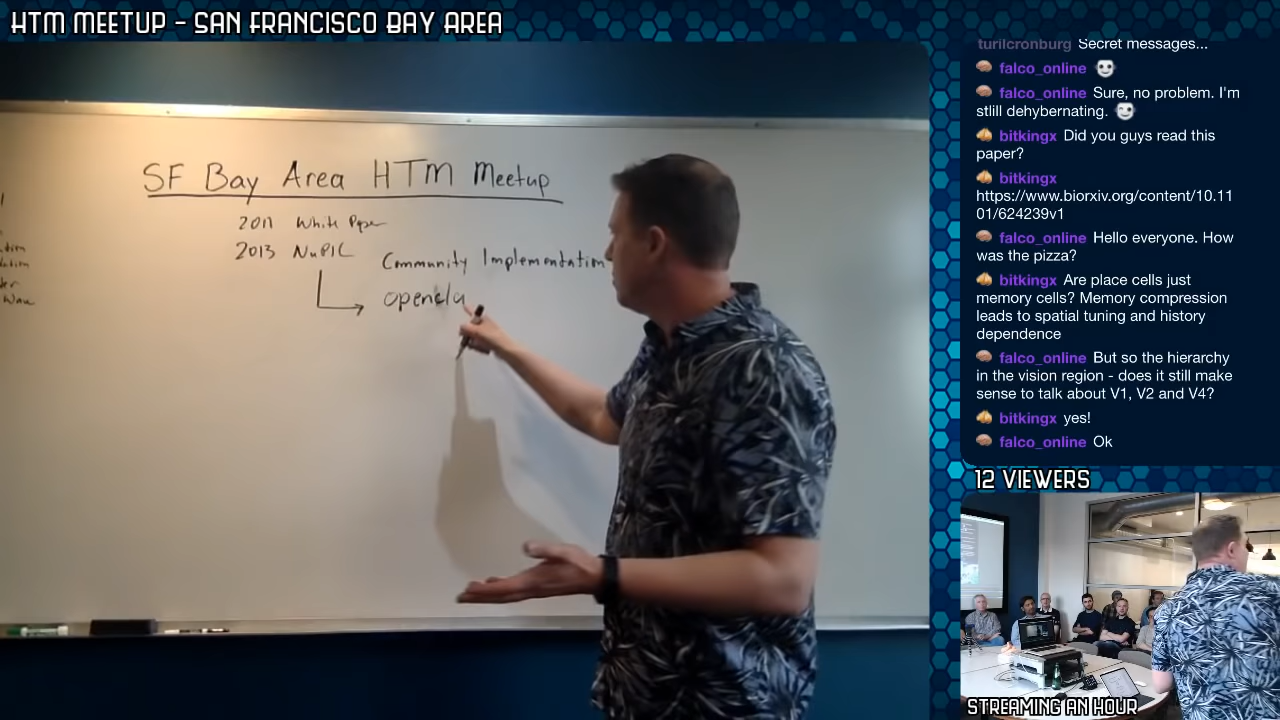 HTM MEETUP - SAN FRANCISCO BAY AREA
SF Bay Area HTM Meetup
2011 White Paper
2013 NuPIC
Community Implementation
opencla
turilcronburg Secret messages...
falco_online
falco_online Sure, no problem. I'm
stlill dehybernating.
bitkingx Did you guys read this
paper?
bitkingx
https://www.biorxiv.org/content/10.11
01/624239v1
falco_online Hello everyone. How
was the pizza?
bitkingx Are place cells just
memory cells? Memory compression
leads to spatial tuning and history
dependence
falco_online But so the hierarchy
in the vision region - does it still make
sense to talk about V1, V2 and V4?
bitkingx yes!
falco_online Ok
12 VIEWERS
STREAMING AN HOUR